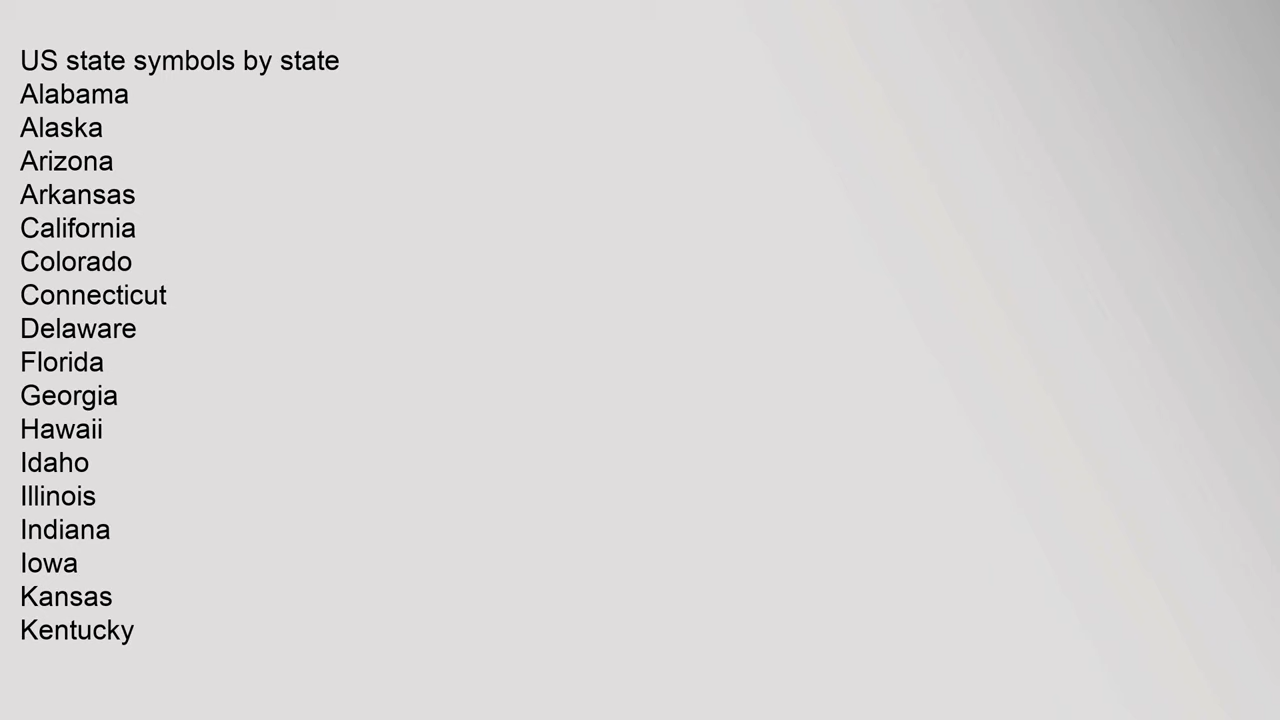 US state symbols by state
Alabama
Alaska
Arizona
Arkansas
California
Colorado
Connecticut
Delaware
Florida
Georgia
Hawaii
Idaho
Illinois
Indiana
Iowa
Kansas
Kentucky